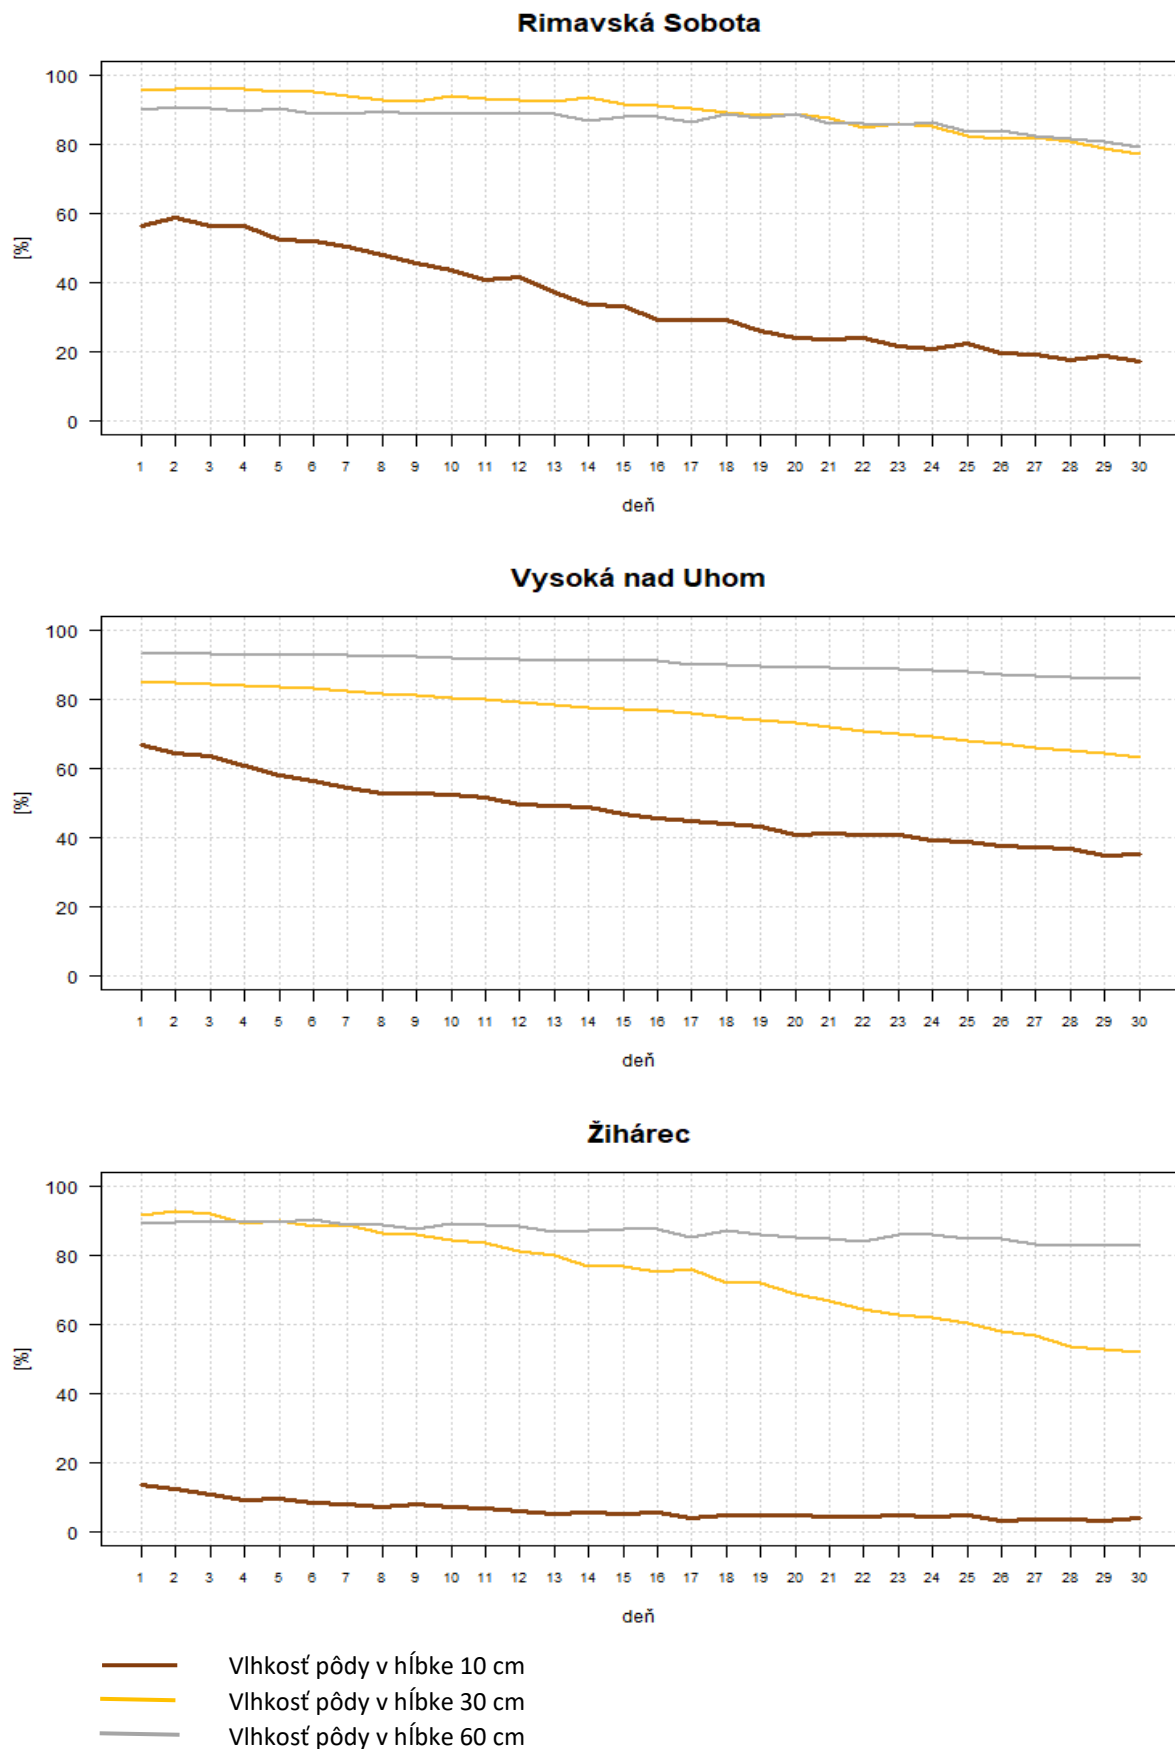 Rimavská Sobota
100
80
60
40
20
0
[%]
1 2 3 4 5 6 7 8 9 10 11 12 13 14 15 16 17 18 19 20 21 22 23 24 25 26 27 28 29 30
deň
Vysoká nad Uhom
100
80
60
40
20
0
[%]
1 2 3 4 5 6 7 8 9 10 11 12 13 14 15 16 17 18 19 20 21 22 23 24 25 26 27 28 29 30
deň
Žihárec
100
80
60
40
20
0
[%]
1 2 3 4 5 6 7 8 9 10 11 12 13 14 15 16 17 18 19 20 21 22 23 24 25 26 27 28 29 30
deň
Vlhkosť pôdy v hĺbke 10 cm
Vlhkosť pôdy v hĺbke 30 cm
Vlhkosť pôdy v hĺbke 60 cm